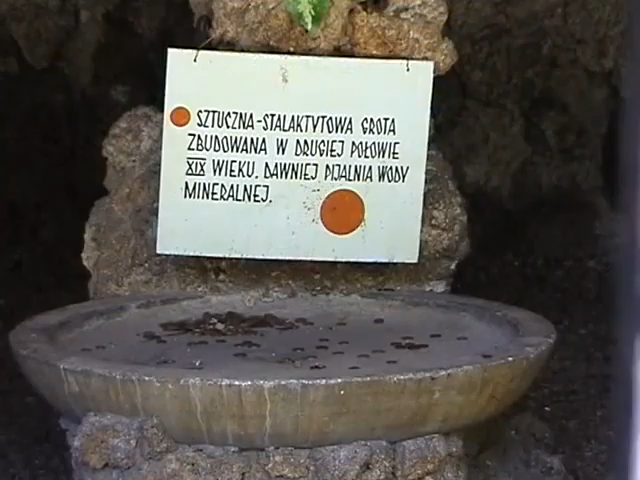 SZTUCZNA-STALAKTYTOWA GROTA
ZBUDOWANA W DRUGIEJ POŁOWIE
XIX WIEKU. DAWNIEJ PIJALNIA WODY
MINERALNEJ.